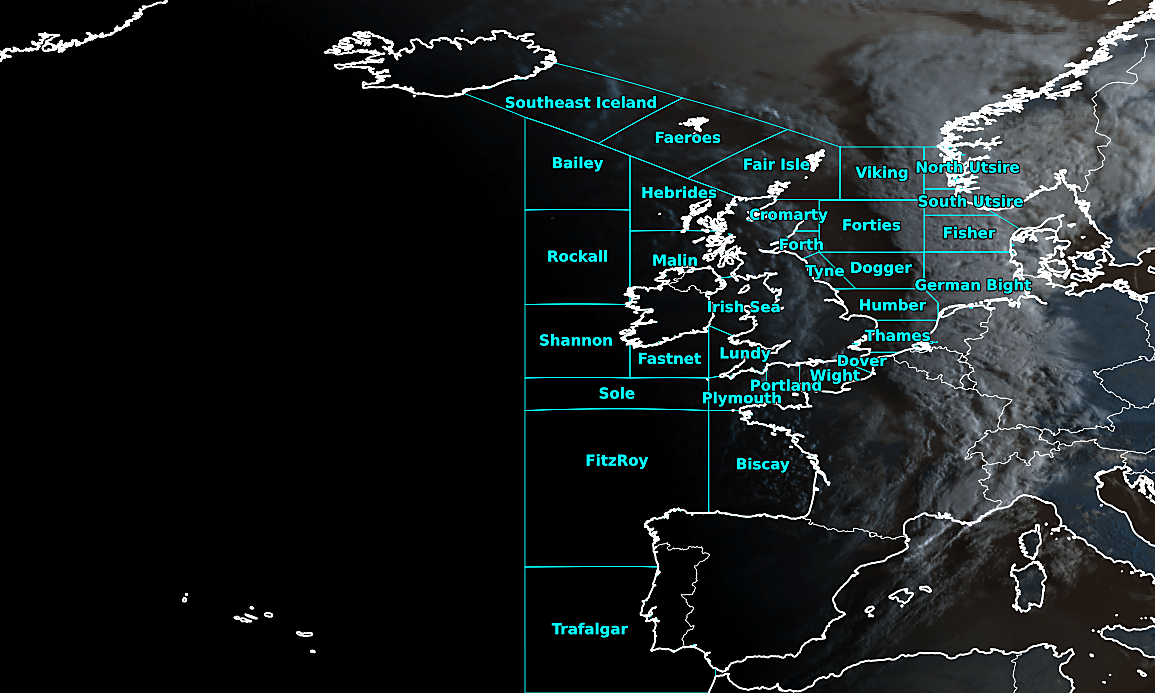 Southeast Iceland
Faeroes
Bailey
Fair Isle
North Utsire
Viking
Hebrides
South Utsire
Cromarty
Forties
Fisher
Forth
Rockall
Malin
Tyne
Dogger
German Bight
Irish Sea
Humber
Thames
Shannon
Fastnet
Lundy
Dover
Wight
Portland
Sole
Plymouth
FitzRoy
Biscay
Trafalgar